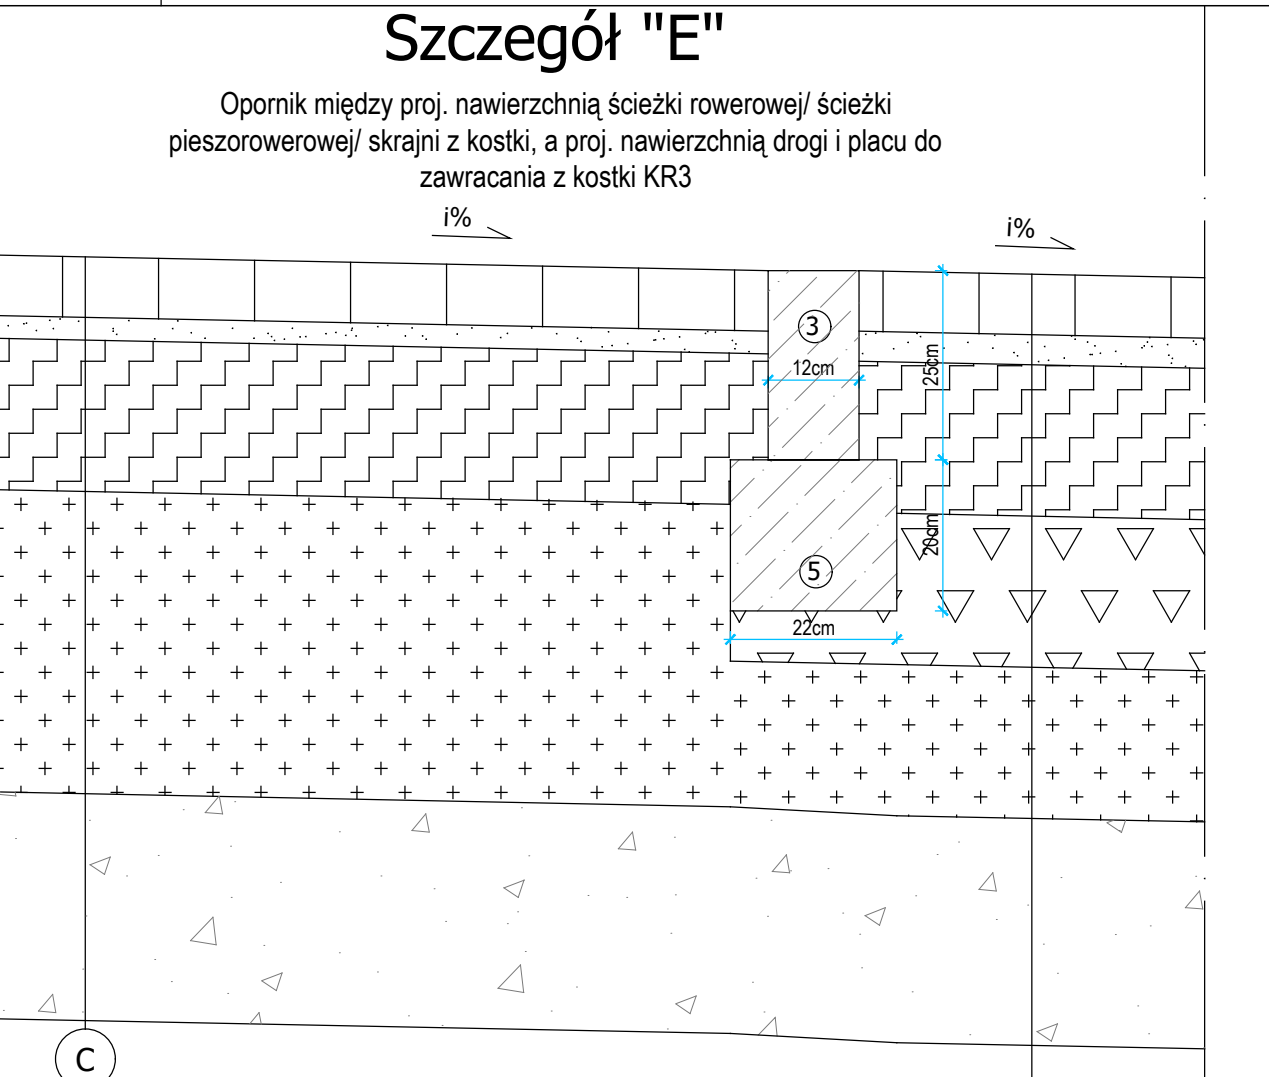 Szczegół "E"
Opornik między proj. nawierzchnią ścieżki rowerowej/ ścieżki
pieszorowerowej/ skrajni z kostki, a proj. nawierzchnią drogi i placu do
zawracania z kostki KR3
i%
i%
3
12cm
25cm
20cm
5
22cm
C